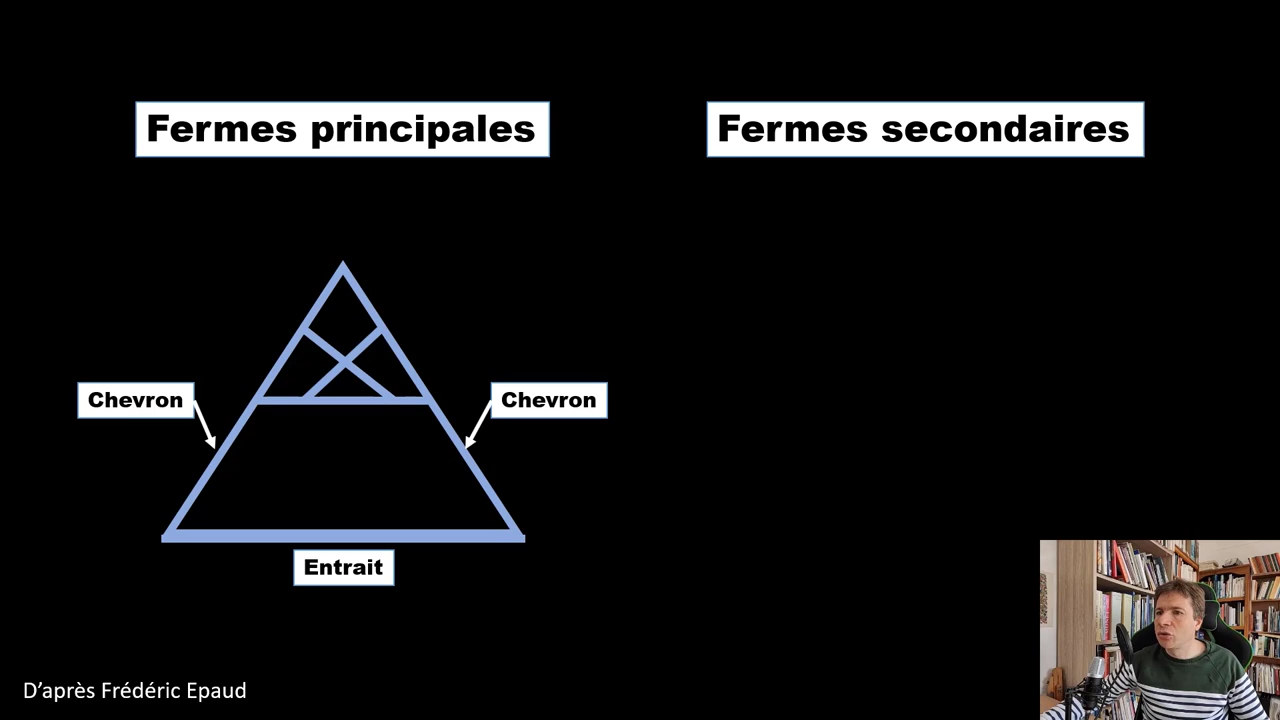 Fermes principales
Fermes secondaires
Chevron
Chevron
Entrait
D'après Frédéric Epaud